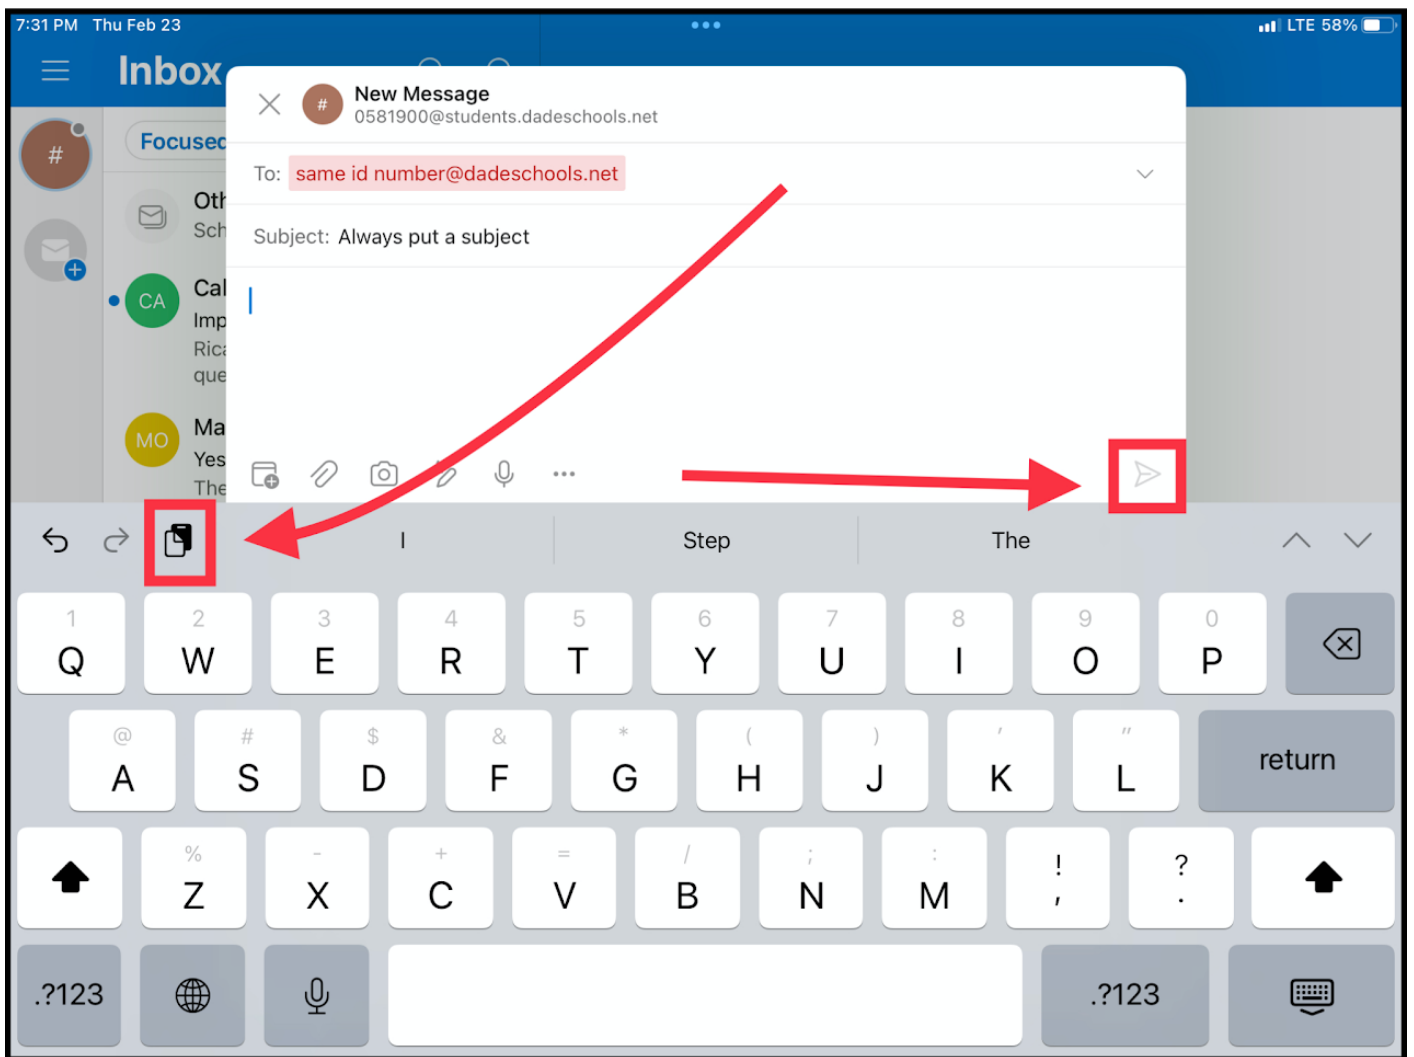 7:31 PM Thu Feb 23
LTE 58%
Inbox
New Message
0581900@students.dadeschools.net
#
#
Focused
To: same id number@dadeschools.net
Subject: Always put a subject
Oth
Sch
CA
Cal
Imp
Rica
que
MO
Ma
Yes
The
I Step The
1 2 3 4 5 6 7 8 9 0
Q W E R T Y U I O P
@ # $ & * ( ) ' "
A S D F G H J K L return
% - + = / ; : ! ?
Z X C V B N M , .
.?123 .?123